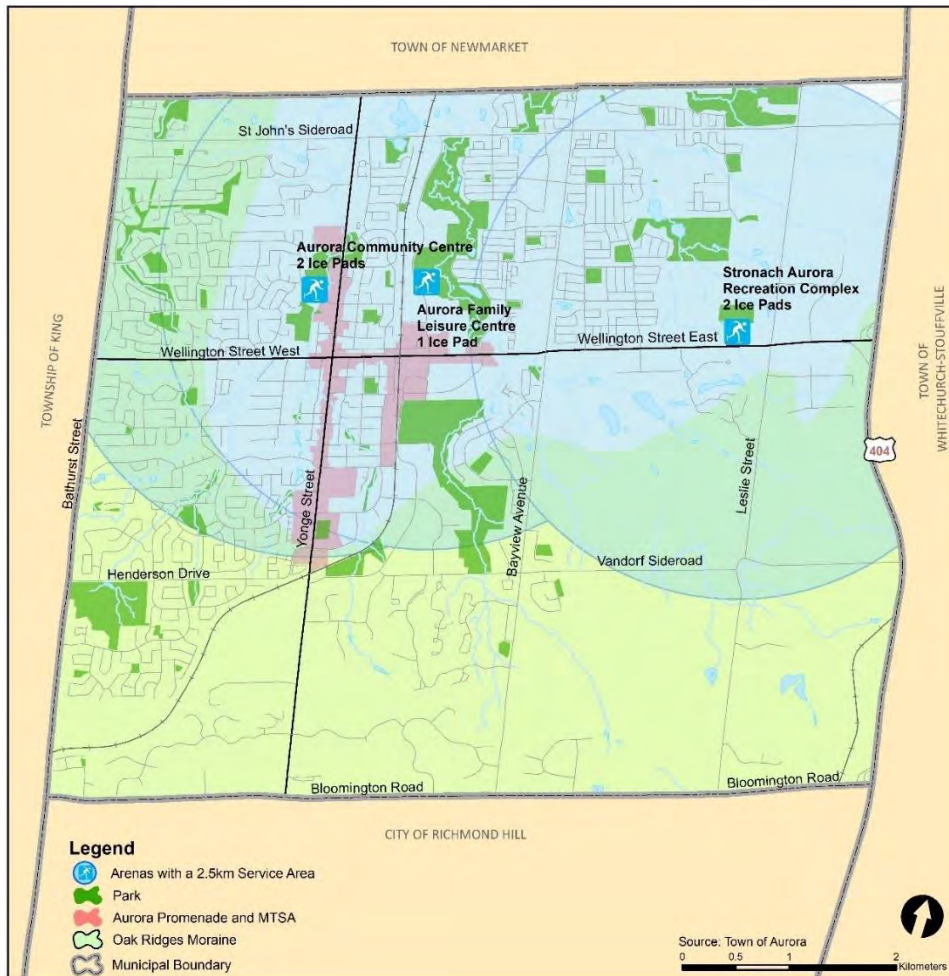 TOWN OF NEWMARKET
St John's Sideroad
Aurora Community Centre
2 Ice Pads
Stronach Aurora
Recreation Complex
2 Ice Pads
Aurora Family
Leisure Centre
1 Ice Pad
Wellington Street East
Wellington Street West
TOWNSHIP OF KING
TOWN OF
WHITECHURCH-STOUFFVILLE
404
Bathurst Street
Yonge Street
Bayview Avenue
Leslie Street
Vandorf Sideroad
Henderson Drive
Bloomington Road
Bloomington Road
CITY OF RICHMOND HILL
Legend
Arenas with a 2.5km Service Area
Park
Aurora Promenade and MTSA
Oak Ridges Moraine
Municipal Boundary
Source: Town of Aurora
0 0.5 1 2
Kilometers